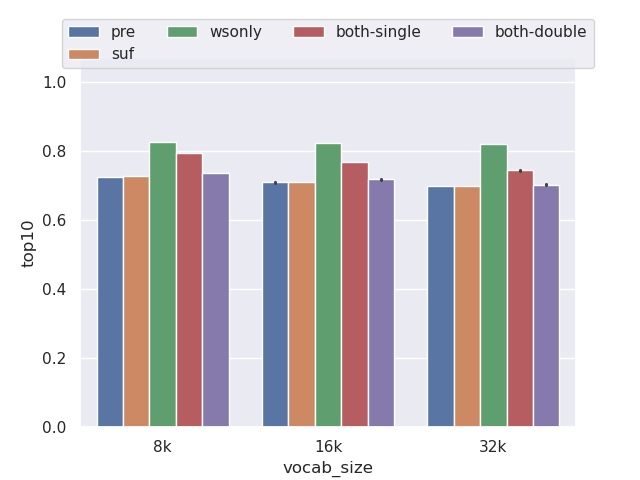 pre wsonly both-single both-double
suf
1.0
0.8
0.6
0.4
0.2
0.0
top10
8k 16k 32k
vocab_size